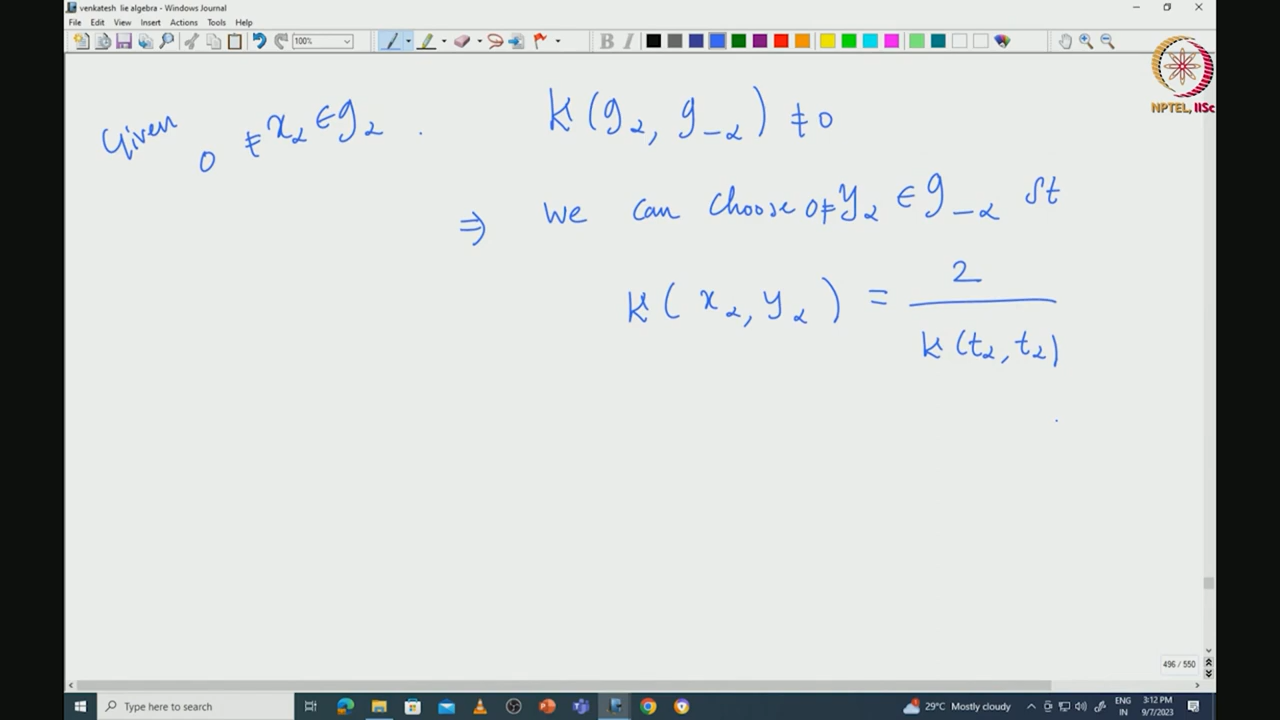 venkatesh lie algebra - Windows Journal
File Edit View Insert Actions Tools Help
100%
B I
NPTEL, IISc
Given 0 ≠ x_α ∈ g_α . K(g_α, g_-α) ≠ 0
⇒ We can choose 0≠y_α ∈ g_-α st
K(x_α, y_α) = 2 / K(t_α, t_α)
496 / 550
Type here to search
29°C Mostly cloudy
ENG
IN
3:12 PM
9/7/2023